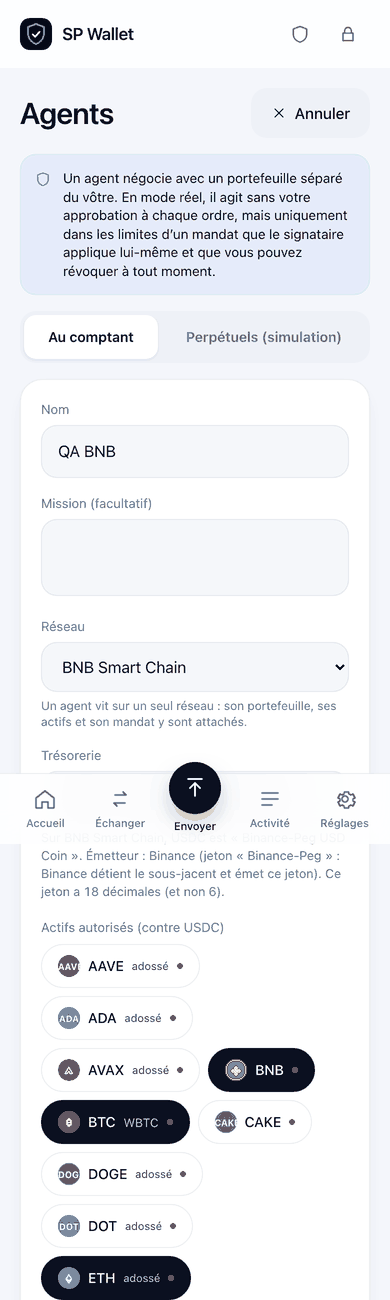 SP Wallet
Agents
Annuler
Un agent négocie avec un portefeuille séparé
du vôtre. En mode réel, il agit sans votre
approbation à chaque ordre, mais uniquement
dans les limites d'un mandat que le signataire
applique lui-même et que vous pouvez
révoquer à tout moment.
Au comptant
Perpétuels (simulation)
Nom
QA BNB
Mission (facultatif)
Réseau
BNB Smart Chain
Un agent vit sur un seul réseau : son portefeuille, ses
actifs et son mandat y sont attachés.
Trésorerie
Accueil
Échanger
Envoyer
Activité
Réglages
Coin ». Émetteur : Binance (jeton « Binance-Peg » :
Binance détient le sous-jacent et émet ce jeton). Ce
jeton a 18 décimales (et non 6).
Actifs autorisés (contre USDC)
AAVE adossé
ADA ADA adossé
AVAX adossé
BNB
BTC WBTC
CAKE
DOGE adossé
DOT DOT adossé
ETH adossé